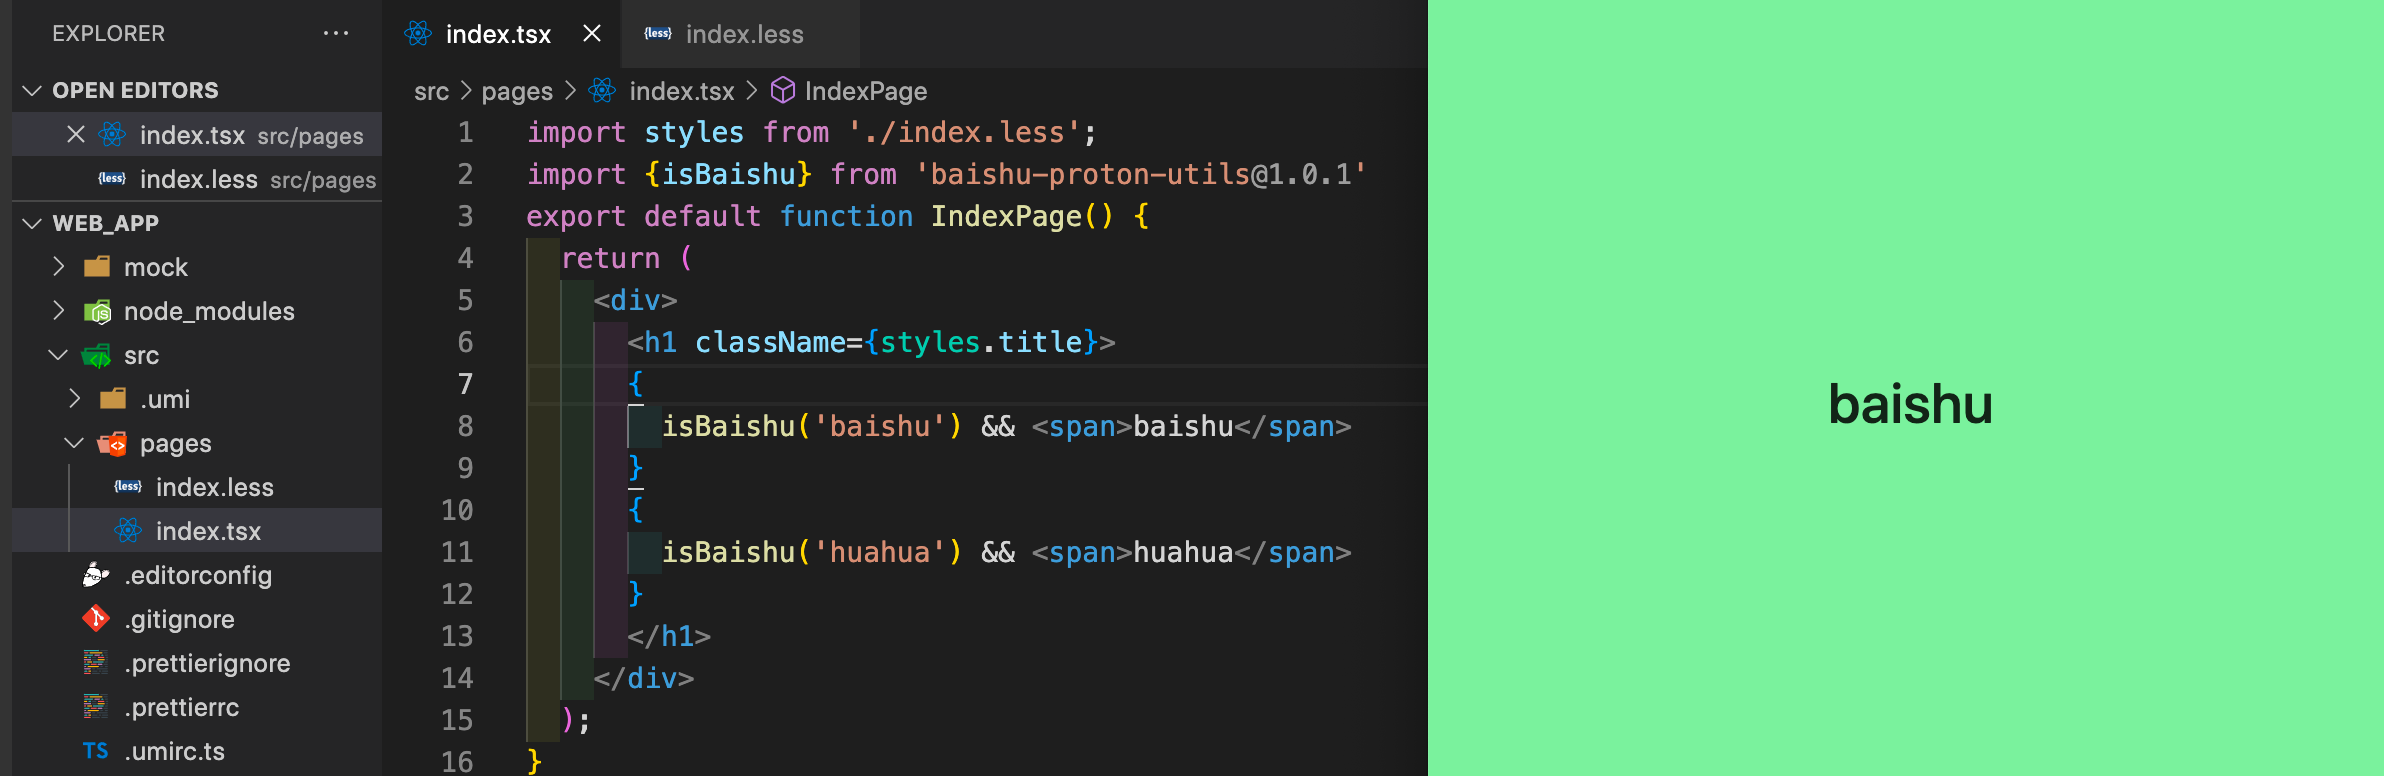 EXPLORER ...
OPEN EDITORS
index.tsx src/pages
{less} index.less src/pages
WEB_APP
mock
node_modules
src
.umi
pages
{less} index.less
index.tsx
.editorconfig
.gitignore
.prettierignore
.prettierrc
TS .umirc.ts
index.tsx
{less} index.less
src > pages > index.tsx > IndexPage
1 import styles from './index.less';
2 import {isBaishu} from 'baishu-proton-utils@1.0.1'
3 export default function IndexPage() {
4 return (
5 <div>
6 <h1 className={styles.title}>
7 {
8 isBaishu('baishu') && <span>baishu</span>
9 }
10 {
11 isBaishu('huahua') && <span>huahua</span>
12 }
13 </h1>
14 </div>
15 );
16 }
baishu